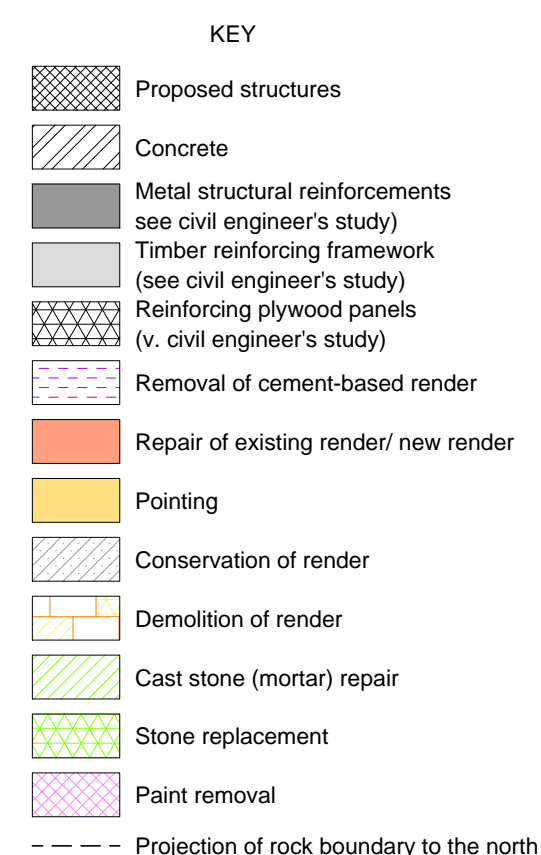 KEY
Proposed structures
Concrete
Metal structural reinforcements
see civil engineer's study)
Timber reinforcing framework
(see civil engineer's study)
Reinforcing plywood panels
(v. civil engineer's study)
Removal of cement-based render
Repair of existing render/ new render
Pointing
Conservation of render
Demolition of render
Cast stone (mortar) repair
Stone replacement
Paint removal
Projection of rock boundary to the north